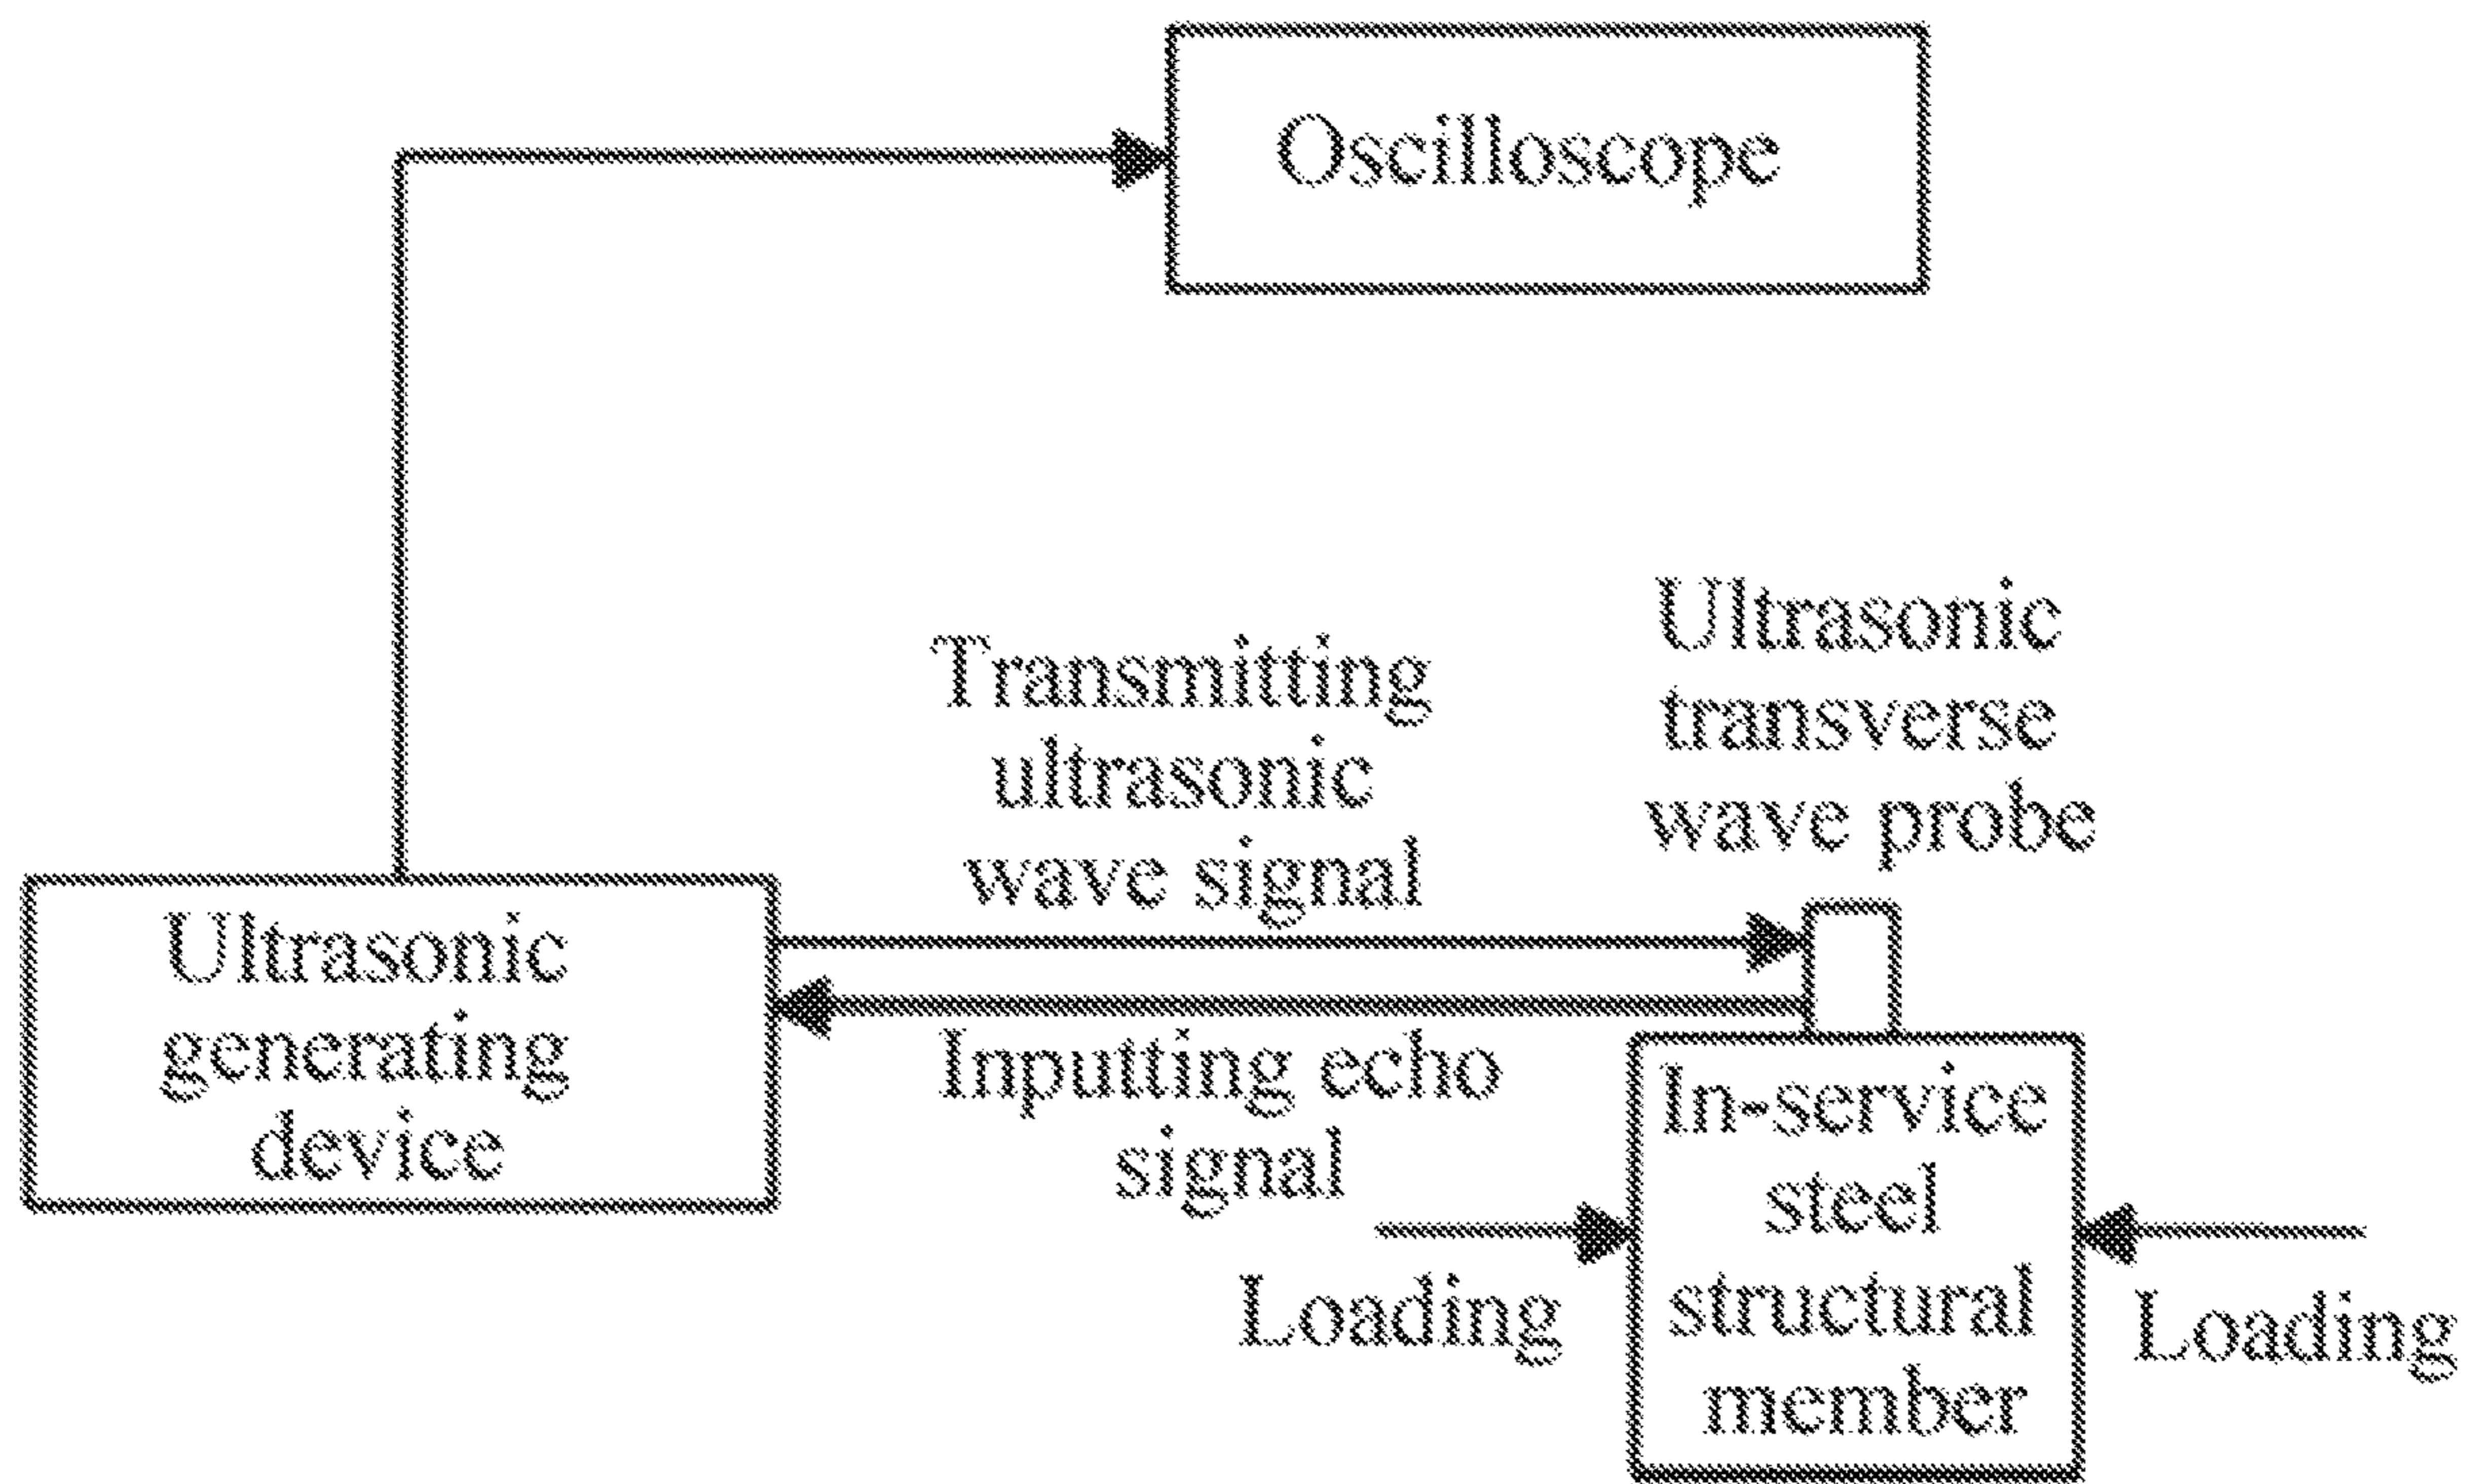 Oscilloscope
Ultrasonic
transverse
wave probe
Transmitting
ultrasonic
wave signal
Ultrasonic
generating
device
Inputting echo
signal
In-service
steel
structural
member
Loading
Loading